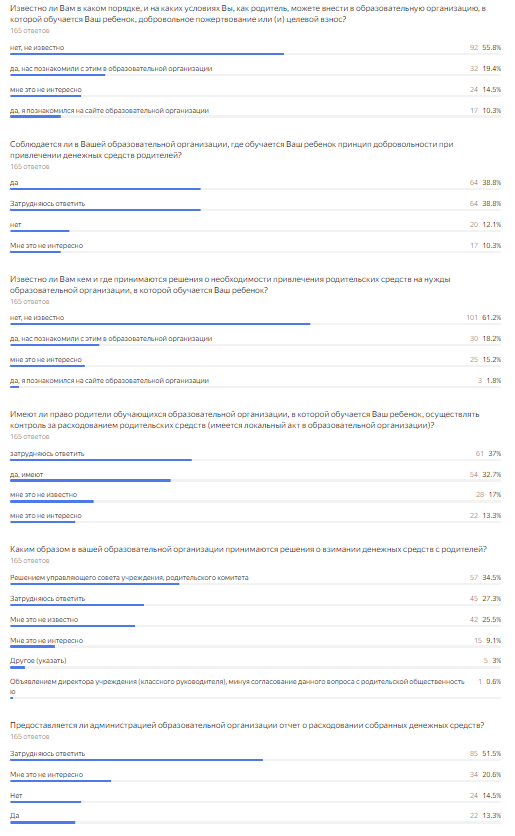 Известно ли Вам в каком порядке, и на каких условиях Вы, как родитель, можете внести в образовательную организацию, в
которой обучается Ваш ребенок, добровольное пожертвование или (и) целевой взнос?
165 ответов
нет, не известно 92 55.8%
да, нас познакомили с этим в образовательной организации 32 19.4%
мне это не интересно 24 14.5%
да, я познакомился на сайте образовательной организации 17 10.3%
Соблюдается ли в Вашей образовательной организации, где обучается Ваш ребенок принцип добровольности при
привлечении денежных средств родителей?
165 ответов
да 64 38.8%
Затрудняюсь ответить 64 38.8%
нет 20 12.1%
Мне это не интересно 17 10.3%
Известно ли Вам кем и где принимаются решения о необходимости привлечения родительских средств на нужды
образовательной организации, в которой обучается Ваш ребенок?
165 ответов
нет, не известно 101 61.2%
да, нас познакомили с этим в образовательной организации 30 18.2%
мне это не интересно 25 15.2%
да, я познакомился на сайте образовательной организации 3 1.8%
Имеют ли право родители обучающихся образовательной организации, в которой обучается Ваш ребенок, осуществлять
контроль за расходованием родительских средств (имеется локальный акт в образовательной организации)?
165 ответов
затрудняюсь ответить 61 37%
да, имеют 54 32.7%
мне это не известно 28 17%
мне это не интересно 22 13.3%
Каким образом в вашей образовательной организации принимаются решения о взимании денежных средств с родителей?
165 ответов
Решением управляющего совета учреждения, родительского комитета 57 34.5%
Затрудняюсь ответить 45 27.3%
Мне это не известно 42 25.5%
Мне это не интересно 15 9.1%
Другое (указать) 5 3%
Объявлением директора учреждения (классного руководителя), минуя согласование данного вопроса с родительской общественность 1 0.6%
ю
Предоставляется ли администрацией образовательной организации отчет о расходовании собранных денежных средств?
165 ответов
Затрудняюсь ответить 85 51.5%
Мне это не интересно 34 20.6%
Нет 24 14.5%
Да 22 13.3%